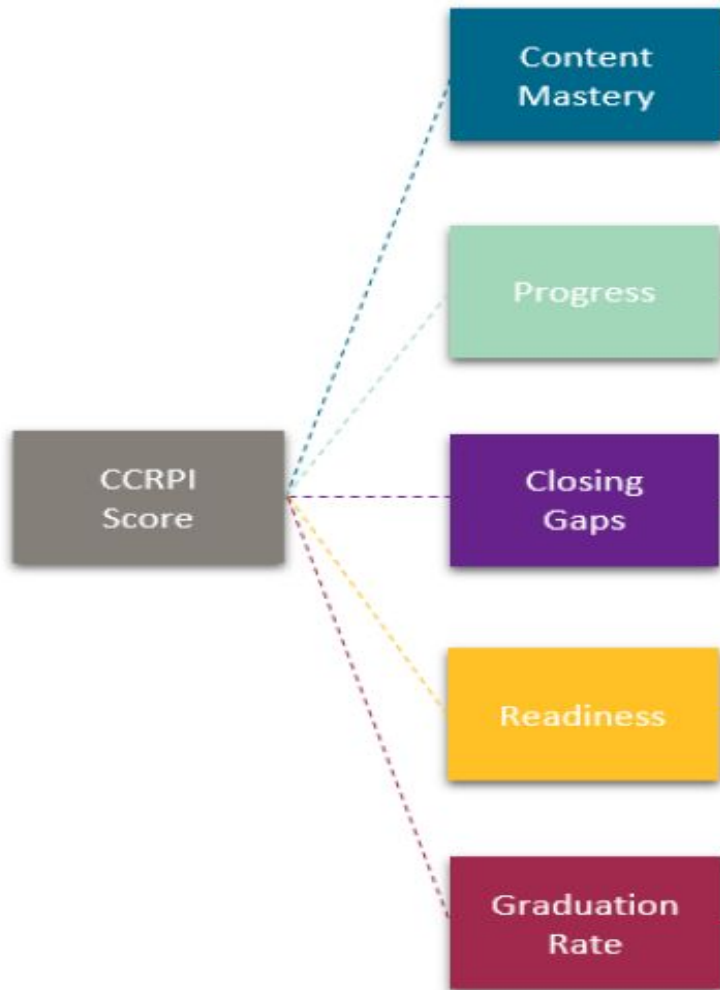 Content
Mastery
Progress
CCRPI
Score
Closing
Gaps
Readiness
Graduation
Rate